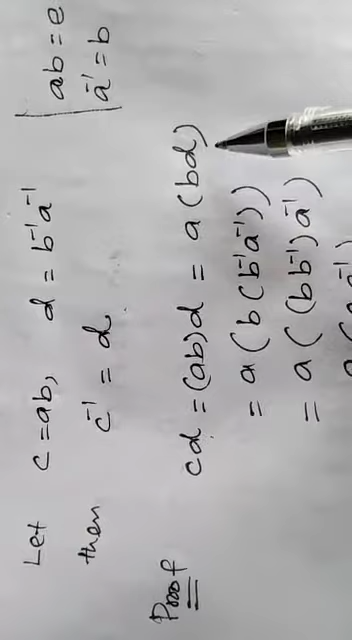 Let c = ab, d = b⁻¹a⁻¹ | ab = e
then c⁻¹ = d. a⁻¹ = b
Proof cd = (ab)d = a(bd)
= a(b(b⁻¹a⁻¹))
= a((bb⁻¹)a⁻¹)